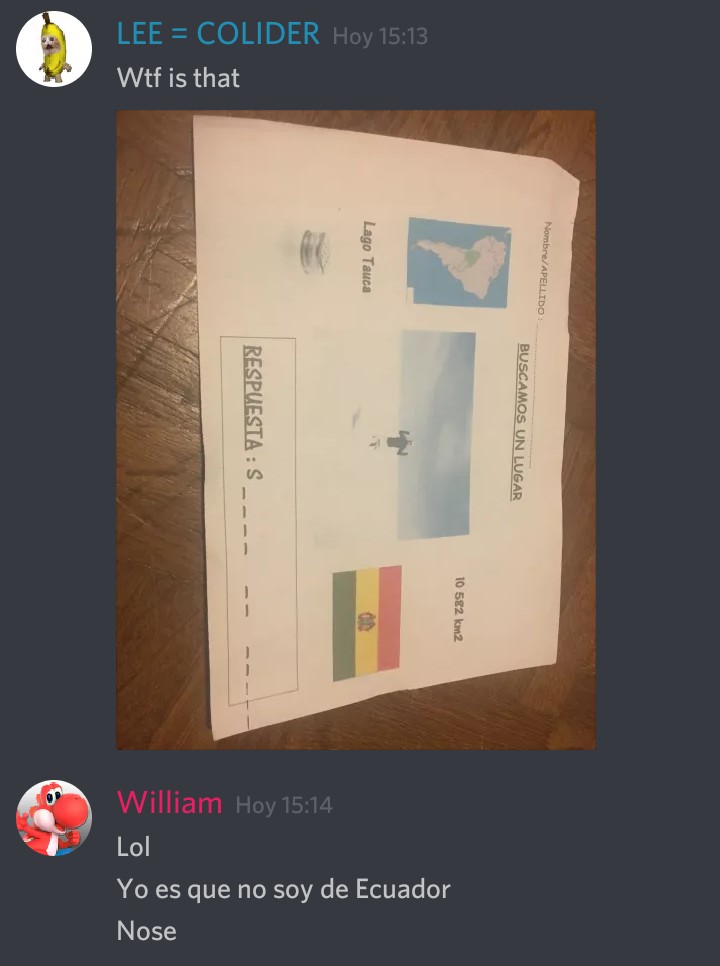 LEE = COLIDER Hoy 15:13
Wtf is that
Nombre/APELLIDO :
BUSCAMOS UN LUGAR
10 582 km2
Lago Tauca
RESPUESTA : S _ _ _ _  _ _  _ _ _ _
William Hoy 15:14
Lol
Yo es que no soy de Ecuador
Nose